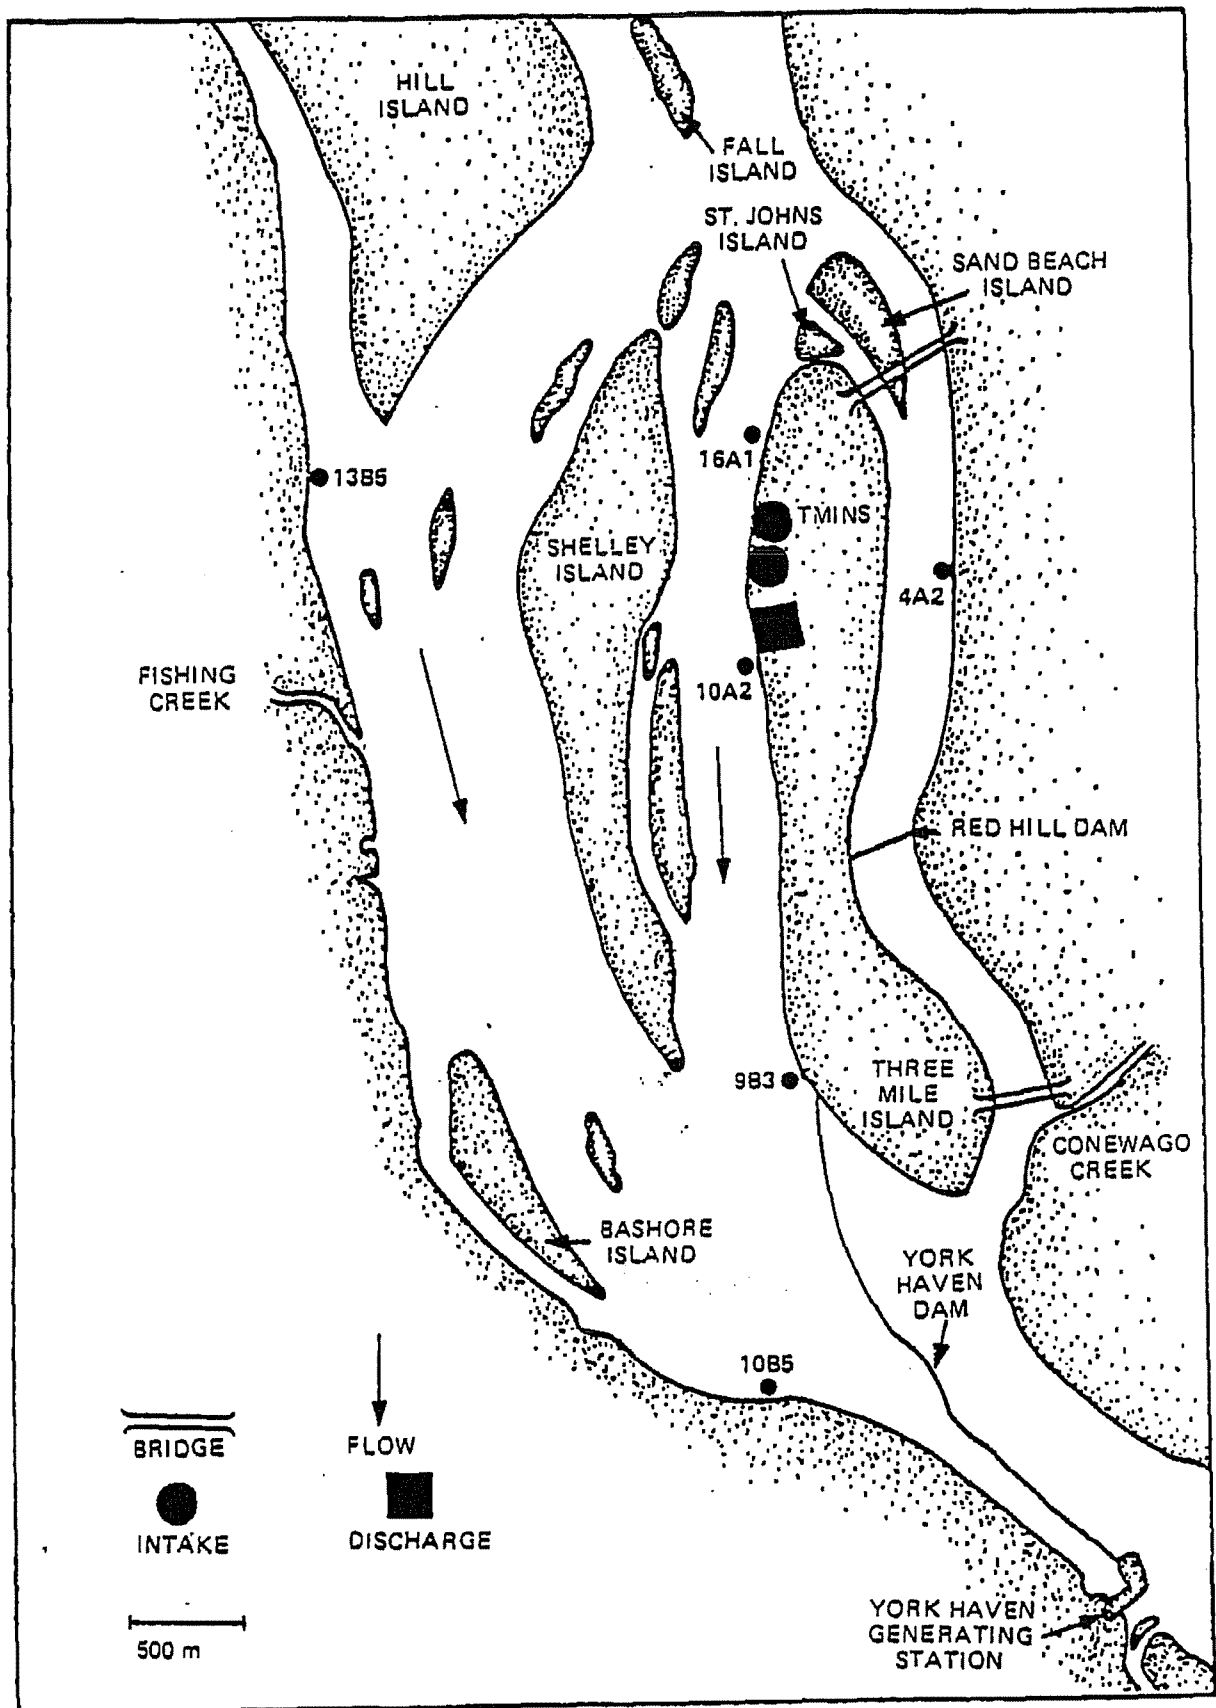 HILL
ISLAND
FALL
ISLAND
ST. JOHNS
ISLAND
SAND BEACH
ISLAND
16A1
13B5
TMINS
SHELLEY
ISLAND
4A2
FISHING
CREEK
10A2
RED HILL DAM
9B3
THREE
MILE
ISLAND
CONEWAGO
CREEK
BASHORE
ISLAND
YORK
HAVEN
DAM
10B5
BRIDGE
FLOW
INTAKE
DISCHARGE
500 m
YORK HAVEN
GENERATING
STATION